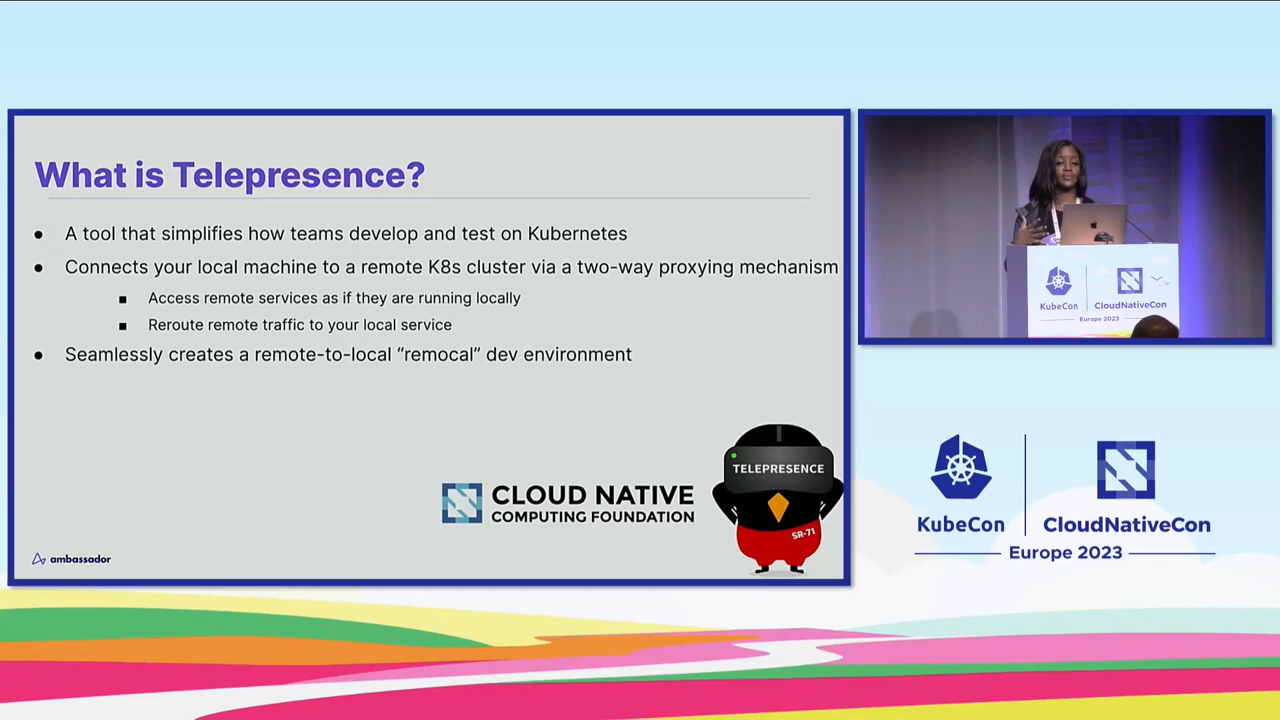 What is Telepresence?
● A tool that simplifies how teams develop and test on Kubernetes
● Connects your local machine to a remote K8s cluster via a two-way proxying mechanism
■ Access remote services as if they are running locally
■ Reroute remote traffic to your local service
● Seamlessly creates a remote-to-local “remocal” dev environment
CLOUD NATIVE
COMPUTING FOUNDATION
TELEPRESENCE
SR-71
ambassador
KubeCon
CloudNativeCon
Europe 2023
KubeCon
CloudNativeCon
Europe 2023